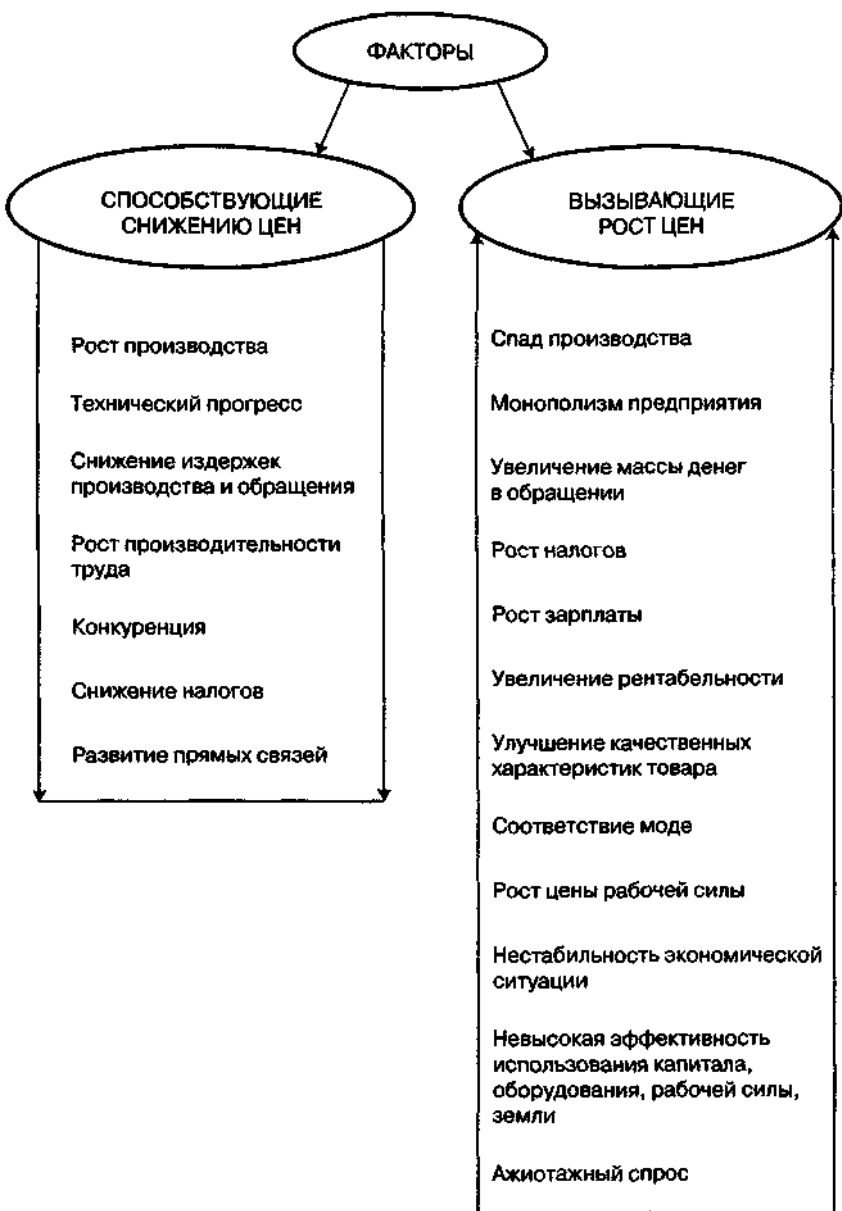 ФАКТОРЫ
СПОСОБСТВУЮЩИЕ
СНИЖЕНИЮ ЦЕН
Рост производства
Технический прогресс
Снижение издержек
производства и обращения
Рост производительности
труда
Конкуренция
Снижение налогов
Развитие прямых связей
ВЫЗЫВАЮЩИЕ
РОСТ ЦЕН
Спад производства
Монополизм предприятия
Увеличение массы денег
в обращении
Рост налогов
Рост зарплаты
Увеличение рентабельности
Улучшение качественных
характеристик товара
Соответствие моде
Рост цены рабочей силы
Нестабильность экономической
ситуации
Невысокая эффективность
использования капитала,
оборудования, рабочей силы,
земли
Ажиотажный спрос